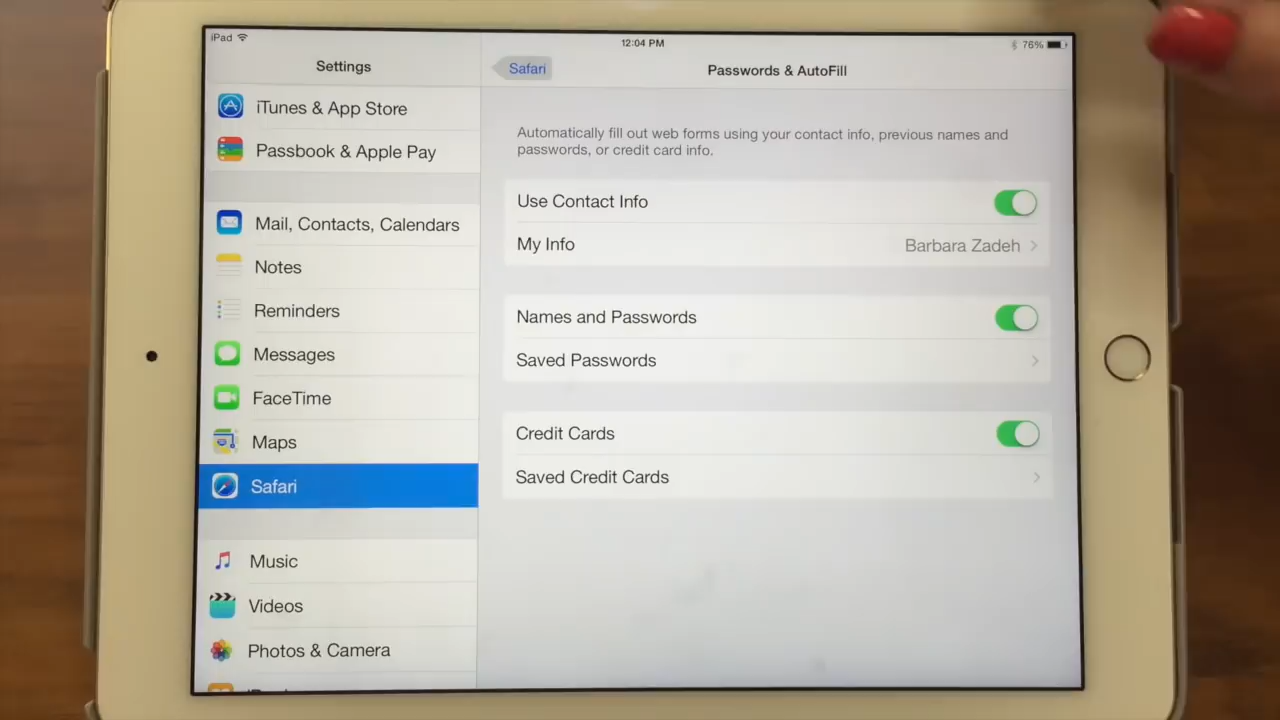 iPad
12:04 PM
76%
Settings
Safari
Passwords & AutoFill
iTunes & App Store
Passbook & Apple Pay
Mail, Contacts, Calendars
Notes
Reminders
Messages
FaceTime
Maps
Safari
Music
Videos
Photos & Camera
Automatically fill out web forms using your contact info, previous names and
passwords, or credit card info.
Use Contact Info
My Info
Barbara Zadeh
Names and Passwords
Saved Passwords
Credit Cards
Saved Credit Cards